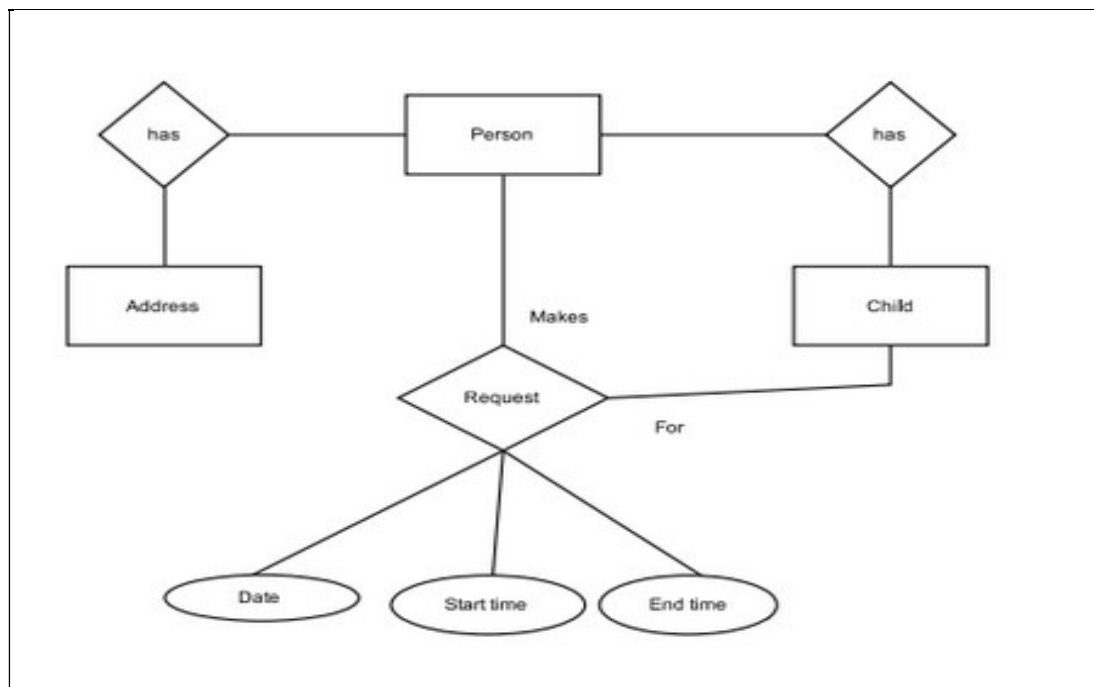 has
Person
has
Address
Child
Makes
Request
For
Date
Start time
End time